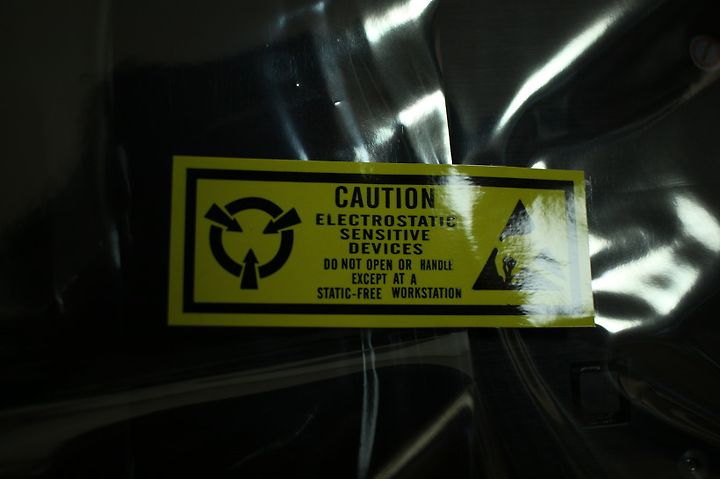 CAUTION
ELECTROSTATIC
SENSITIVE
DEVICES
DO NOT OPEN OR HANDLE
EXCEPT AT A
STATIC-FREE WORKSTATION